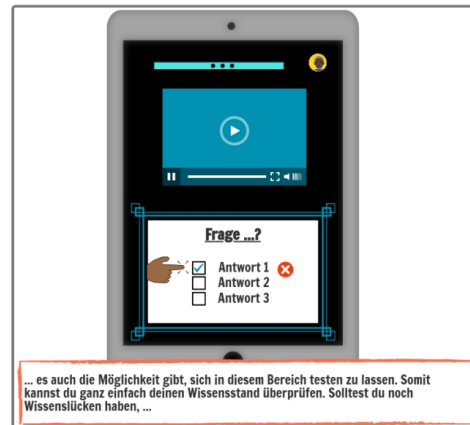 Frage ...?
Antwort 1
Antwort 2
Antwort 3
... es auch die Möglichkeit gibt, sich in diesem Bereich testen zu lassen. Somit
kannst du ganz einfach deinen Wissensstand überprüfen. Solltest du noch
Wissenslücken haben, ...